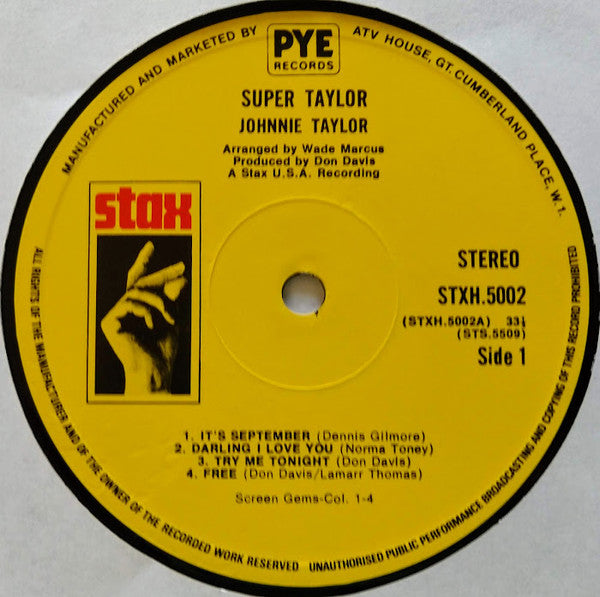 MANUFACTURED AND MARKETED BY
PYE
RECORDS
ATV HOUSE, GT. CUMBERLAND PLACE, W.1.
SUPER TAYLOR
JOHNNIE TAYLOR
Arranged by Wade Marcus
Produced by Don Davis
A Stax U.S.A. Recording
stax
STEREO
STXH.5002
(STXH.5002A) 33⅓
(STS.5509)
Side 1
1. IT'S SEPTEMBER (Dennis Gilmore)
2. DARLING I LOVE YOU (Norma Toney)
3. TRY ME TONIGHT (Don Davis)
4. FREE (Don Davis/Lamarr Thomas)
Screen Gems-Col. 1-4
ALL RIGHTS OF THE MANUFACTURER AND OF THE OWNER OF THE RECORDED WORK RESERVED UNAUTHORISED PUBLIC PERFORMANCE BROADCASTING AND COPYING OF THIS RECORD PROHIBITED